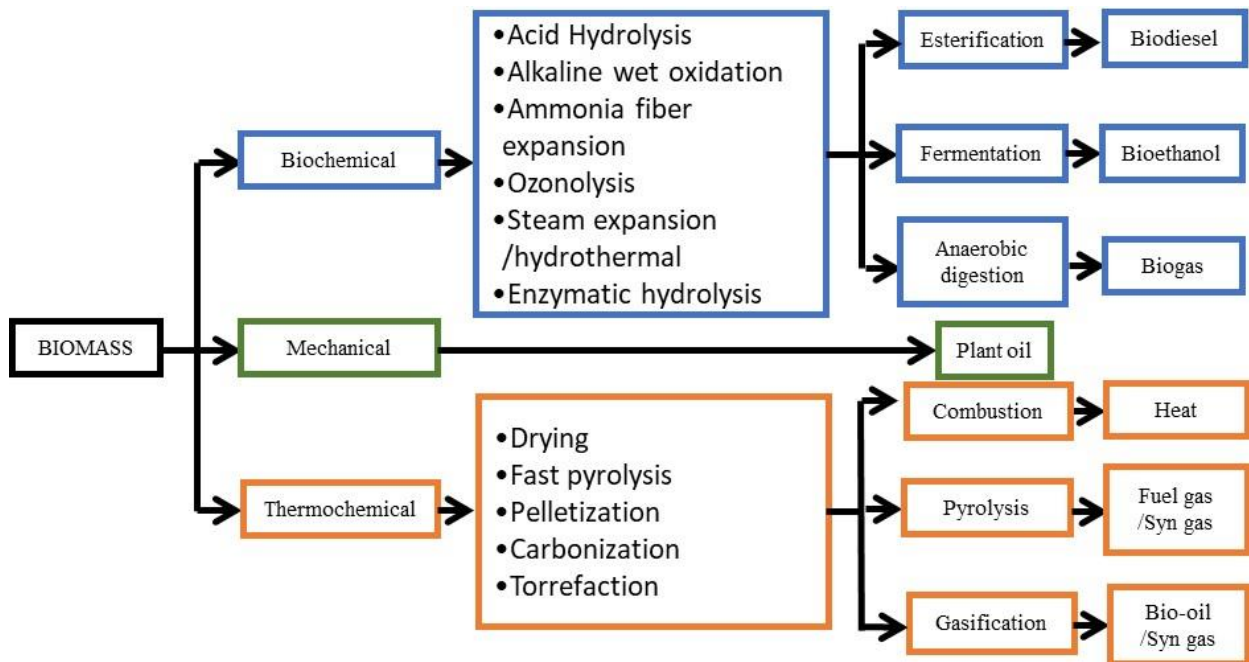 BIOMASS
Biochemical
•Acid Hydrolysis
•Alkaline wet oxidation
•Ammonia fiber
expansion
•Ozonolysis
•Steam expansion
/hydrothermal
•Enzymatic hydrolysis
Esterification
Biodiesel
Fermentation
Bioethanol
Anaerobic
digestion
Biogas
Mechanical
Plant oil
Thermochemical
•Drying
•Fast pyrolysis
•Pelletization
•Carbonization
•Torrefaction
Combustion
Heat
Pyrolysis
Fuel gas
/Syn gas
Gasification
Bio-oil
/Syn gas